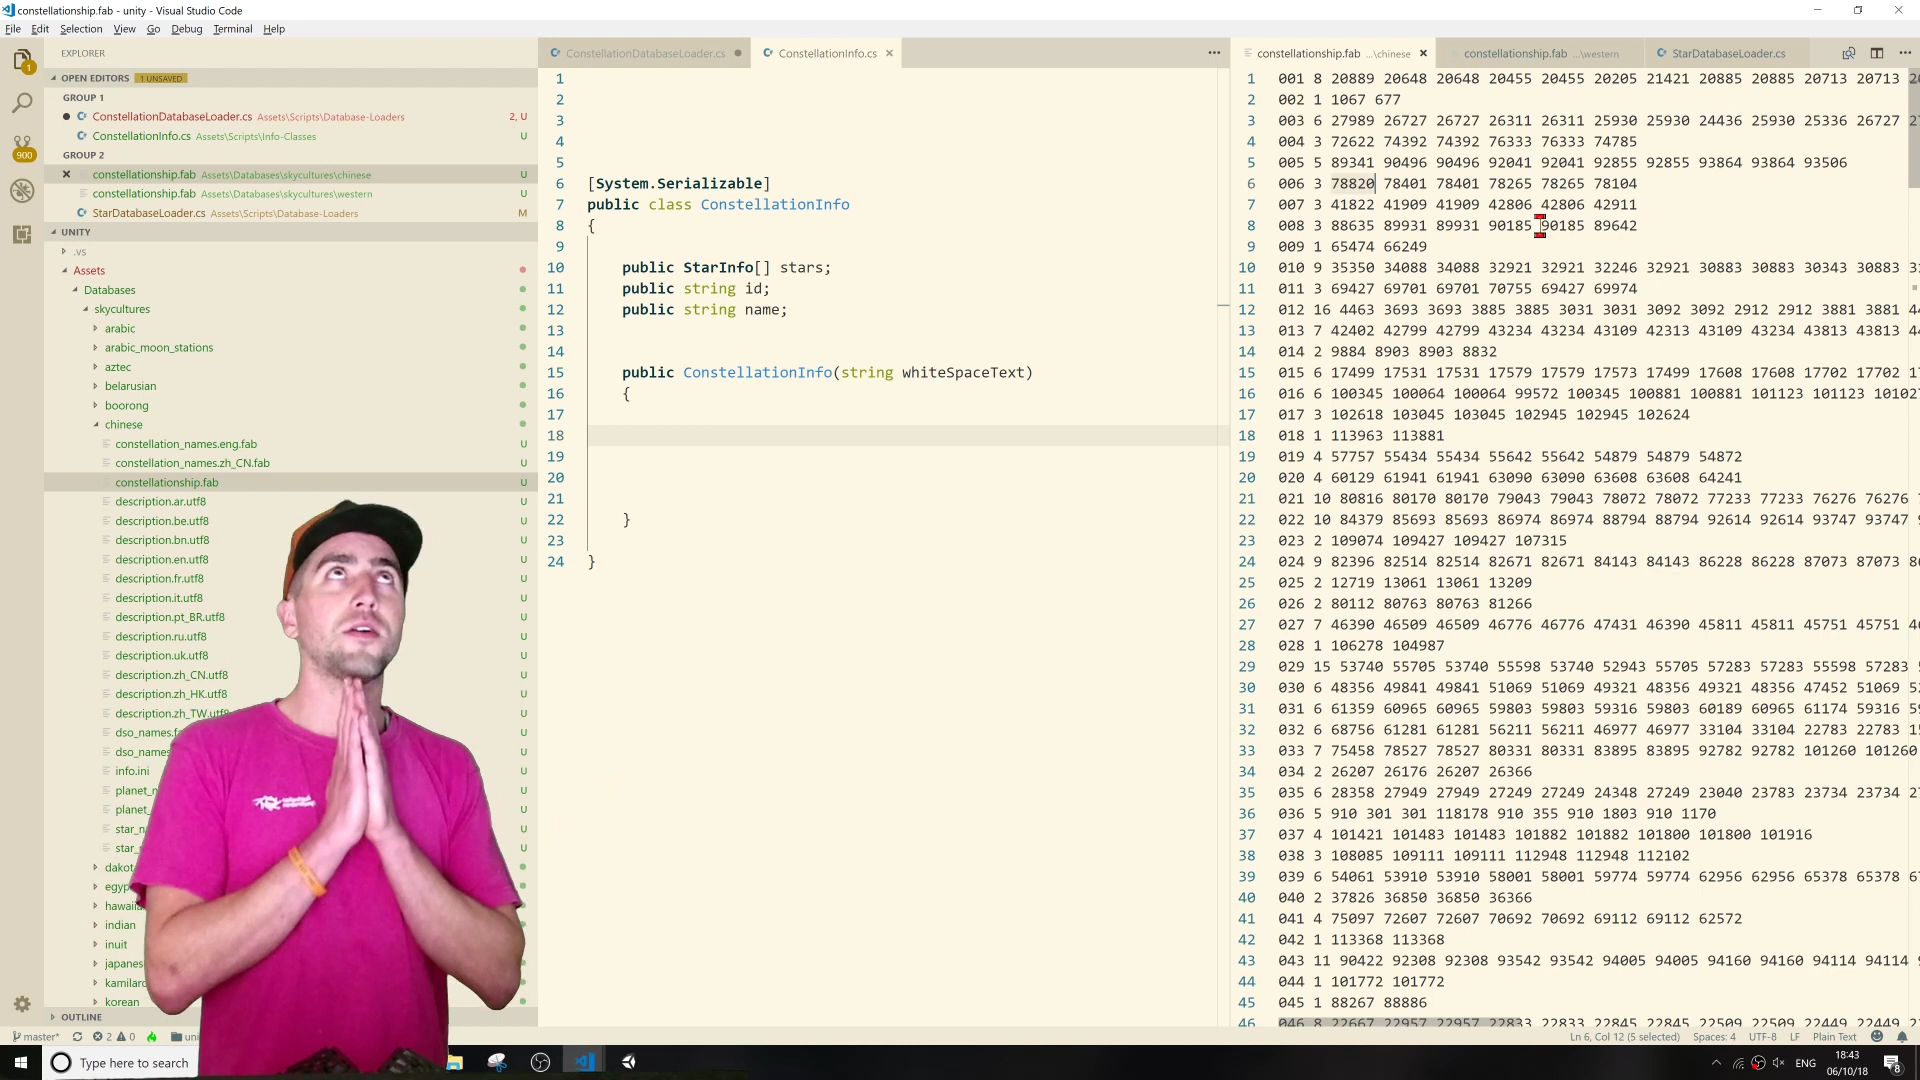 constellationship.fab - unity - Visual Studio Code
File Edit Selection View Go Debug Terminal Help
EXPLORER
OPEN EDITORS 1 UNSAVED
GROUP 1
ConstellationDatabaseLoader.cs Assets\Scripts\Database-Loaders 2, U
ConstellationInfo.cs Assets\Scripts\Info-Classes U
GROUP 2
constellationship.fab Assets\Databases\skycultures\chinese U
constellationship.fab Assets\Databases\skycultures\western U
StarDatabaseLoader.cs Assets\Scripts\Database-Loaders M
UNITY
.vs
Assets
Databases
skycultures
arabic
arabic_moon_stations
aztec
belarusian
boorong
chinese
constellation_names.eng.fab U
constellation_names.zh_CN.fab U
constellationship.fab U
description.ar.utf8 U
description.be.utf8 U
description.bn.utf8 U
description.en.utf8 U
description.fr.utf8 U
description.it.utf8 U
description.pt_BR.utf8 U
description.ru.utf8 U
description.uk.utf8 U
description.zh_CN.utf8 U
description.zh_HK.utf8 U
description.zh_TW.utf8 U
dso_names.fa U
dso_names U
info.ini U
planet_n U
planet_ U
star_n U
star_ U
dakot
egyp
hawaii
indian
inuit
japanes
kamilaro
korean
OUTLINE
ConstellationDatabaseLoader.cs ConstellationInfo.cs
1
2
3
4
5
6 [System.Serializable]
7 public class ConstellationInfo
8 {
9
10 public StarInfo[] stars;
11 public string id;
12 public string name;
13
14
15 public ConstellationInfo(string whiteSpaceText)
16 {
17
18
19
20
21
22 }
23
24 }
constellationship.fab ...\chinese constellationship.fab ...\western StarDatabaseLoader.cs
1 001 8 20889 20648 20648 20455 20455 20205 21421 20885 20885 20713 20713
2 002 1 1067 677
3 003 6 27989 26727 26727 26311 26311 25930 25930 24436 25930 25336 26727
4 004 3 72622 74392 74392 76333 76333 74785
5 005 5 89341 90496 90496 92041 92041 92855 92855 93864 93864 93506
6 006 3 78820 78401 78401 78265 78265 78104
7 007 3 41822 41909 41909 42806 42806 42911
8 008 3 88635 89931 89931 90185 90185 89642
9 009 1 65474 66249
10 010 9 35350 34088 34088 32921 32921 32246 32921 30883 30883 30343 30883
11 011 3 69427 69701 69701 70755 69427 69974
12 012 16 4463 3693 3693 3885 3885 3031 3031 3092 3092 2912 2912 3881 3881
13 013 7 42402 42799 42799 43234 43234 43109 42313 43109 43234 43813 43813
14 014 2 9884 8903 8903 8832
15 015 6 17499 17531 17531 17579 17579 17573 17499 17608 17608 17702 17702
16 016 6 100345 100064 100064 99572 100345 100881 100881 101123 101123
17 017 3 102618 103045 103045 102945 102945 102624
18 018 1 113963 113881
19 019 4 57757 55434 55434 55642 55642 54879 54879 54872
20 020 4 60129 61941 61941 63090 63090 63608 63608 64241
21 021 10 80816 80170 80170 79043 79043 78072 78072 77233 77233 76276 76276
22 022 10 84379 85693 85693 86974 86974 88794 88794 92614 92614 93747 93747
23 023 2 109074 109427 109427 107315
24 024 9 82396 82514 82514 82671 82671 84143 84143 86228 86228 87073 87073
25 025 2 12719 13061 13061 13209
26 026 2 80112 80763 80763 81266
27 027 7 46390 46509 46509 46776 46776 47431 46390 45811 45811 45751 45751
28 028 1 106278 104987
29 029 15 53740 55705 53740 55598 53740 52943 55705 57283 57283 55598 57283
30 030 6 48356 49841 49841 51069 51069 49321 48356 49321 48356 47452 51069
31 031 6 61359 60965 60965 59803 59803 59316 59803 60189 60965 61174 59316
32 032 6 68756 61281 61281 56211 56211 46977 46977 33104 33104 22783 22783
33 033 7 75458 78527 78527 80331 80331 83895 83895 92782 92782 101260 101260
34 034 2 26207 26176 26207 26366
35 035 6 28358 27949 27949 27249 27249 24348 27249 23040 23783 23734 23734
36 036 5 910 301 301 118178 910 355 910 1803 910 1170
37 037 4 101421 101483 101483 101882 101882 101800 101800 101916
38 038 3 108085 109111 109111 112948 112948 112102
39 039 6 54061 53910 53910 58001 58001 59774 59774 62956 62956 65378 65378
40 040 2 37826 36850 36850 36366
41 041 4 75097 72607 72607 70692 70692 69112 69112 62572
42 042 1 113368 113368
43 043 11 90422 92308 92308 93542 93542 94005 94005 94160 94160 94114 94114
44 044 1 101772 101772
45 045 1 88267 88886
46 046 8 22667 22957 22957 22833 22833 22845 22845 22509 22509 22449 22449
master* 2 0 Ln 6, Col 12 (5 selected) Spaces: 4 UTF-8 LF Plain Text
Type here to search ENG 18:43
06/10/18
8
1
900